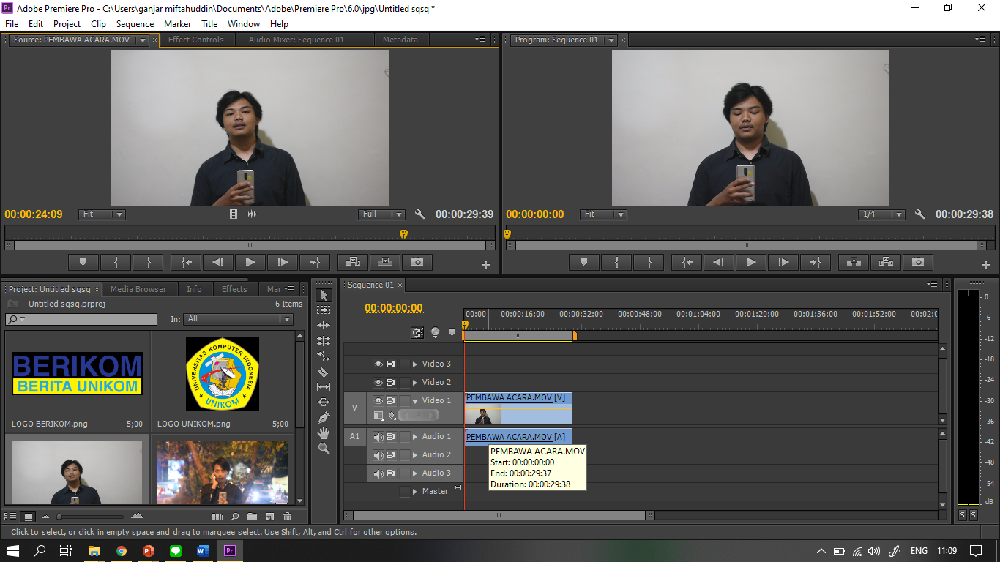 Adobe Premiere Pro - C:\Users\ganjar miftahuddin\Documents\Adobe\Premiere Pro\6.0\jpg\Untitled sqsq *
File Edit Project Clip Sequence Marker Title Window Help
Source: PEMBAWA ACARA.MOV Effect Controls Audio Mixer: Sequence 01 Metadata
Program: Sequence 01
00:00:24:09 Fit Full 00:00:29:39
00:00:00:00 Fit 1/4 00:00:29:38
Project: Untitled sqsq Media Browser Info Effects Mai
Untitled sqsq.prproj 6 Items
In: All
BERIKOM
BERITA UNIKOM
UNIVERSITAS KOMPUTER INDONESIA
UNIKOM
LOGO BERIKOM.png 5;00
LOGO UNIKOM.png 5;00
Sequence 01
00:00:00:00
00:00 00:00:16:00 00:00:32:00 00:00:48:00 00:01:04:00 00:01:20:00 00:01:36:00 00:01:52:00 00:02:0
Video 3
Video 2
V Video 1 PEMBAWA ACARA.MOV [V]
A1 Audio 1 PEMBAWA ACARA.MOV [A]
Audio 2
Audio 3
Master
PEMBAWA ACARA.MOV
Start: 00:00:00:00
End: 00:00:29:37
Duration: 00:00:29:38
0
-6
-12
-18
-24
-30
-36
-42
-48
-54
dB
S S
Click to select, or click in empty space and drag to marquee select. Use Shift, Alt, and Ctrl for other options.
ENG 11:09